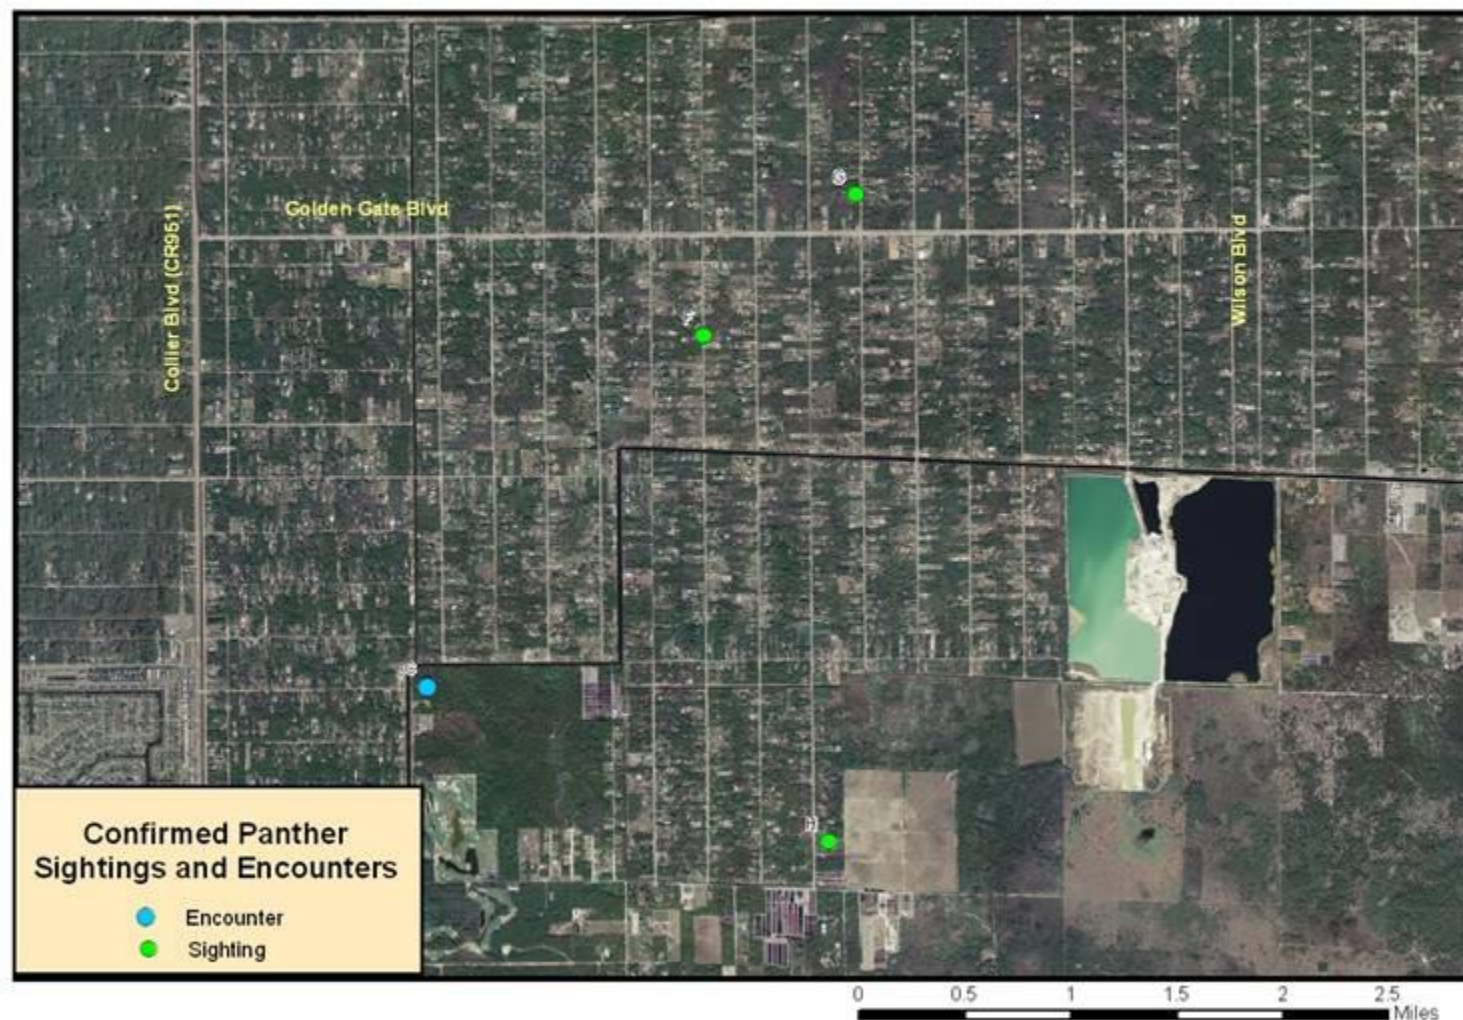 G
Golden Gate Blvd
Collier Blvd (CR951)
Wilson Blvd
A
H
Confirmed Panther
Sightings and Encounters
Encounter
Sighting
0 0.5 1 1.5 2 2.5
Miles